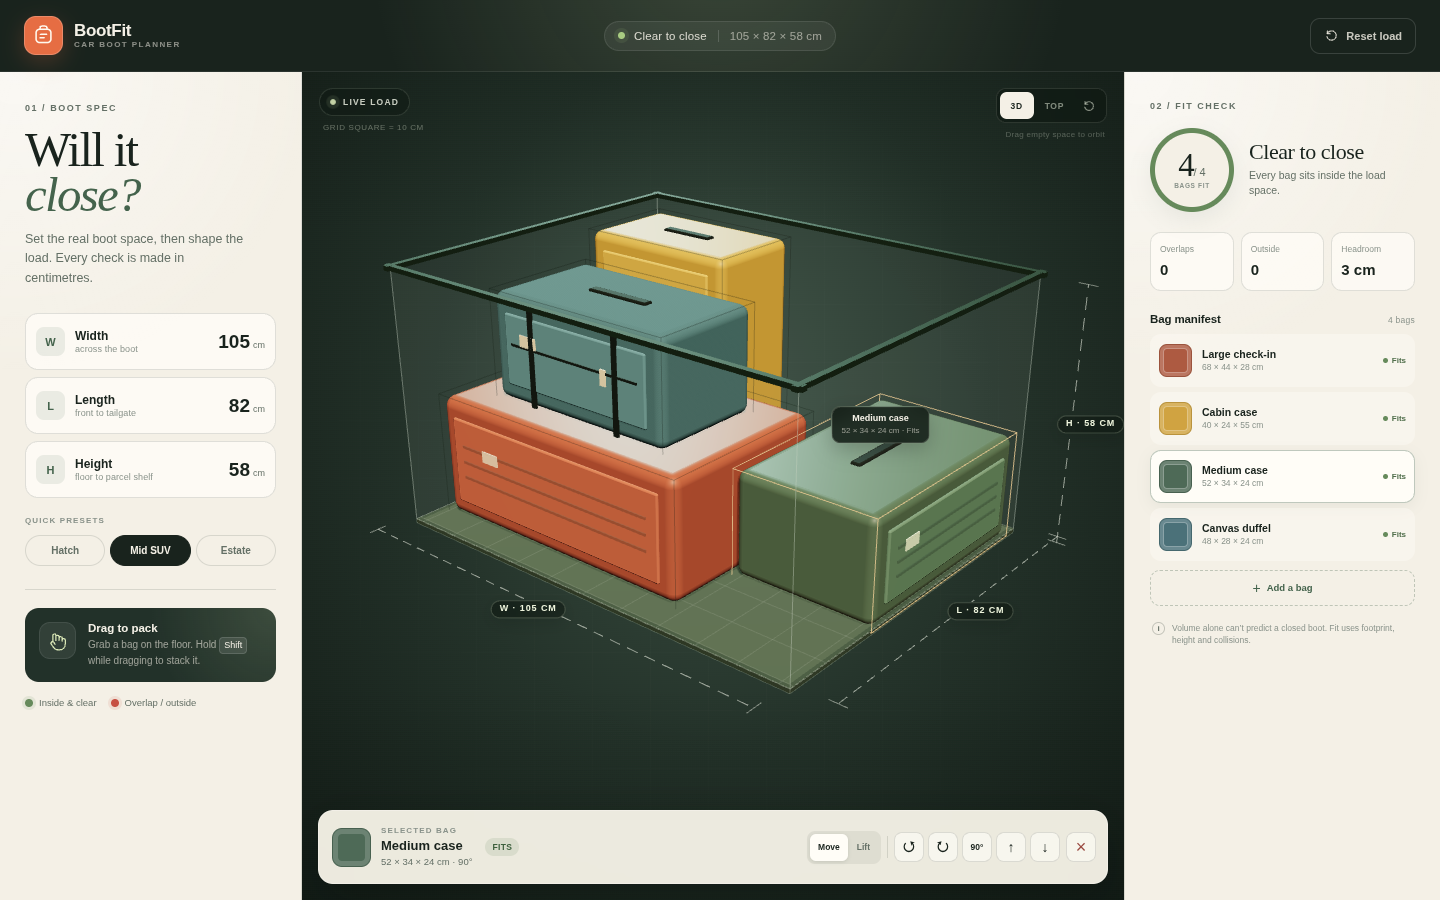 BootFit
CAR BOOT PLANNER
Clear to close
105 × 82 × 58 cm
Reset load
01 / BOOT SPEC
Will it
close?
Set the real boot space, then shape the
load. Every check is made in
centimetres.
W
Width
across the boot
105 cm
L
Length
front to tailgate
82 cm
H
Height
floor to parcel shelf
58 cm
QUICK PRESETS
Hatch
Mid SUV
Estate
Drag to pack
Grab a bag on the floor. Hold Shift
while dragging to stack it.
Inside & clear
Overlap / outside
LIVE LOAD
GRID SQUARE = 10 CM
3D
TOP
Drag empty space to orbit
Medium case
52 × 34 × 24 cm · Fits
H · 58 CM
W · 105 CM
L · 82 CM
SELECTED BAG
Medium case
52 × 34 × 24 cm · 90°
FITS
Move
Lift
90°
↑
↓
×
02 / FIT CHECK
4 / 4
BAGS FIT
Clear to close
Every bag sits inside the load
space.
Overlaps
0
Outside
0
Headroom
3 cm
Bag manifest
4 bags
Large check-in
68 × 44 × 28 cm
Fits
Cabin case
40 × 24 × 55 cm
Fits
Medium case
52 × 34 × 24 cm
Fits
Canvas duffel
48 × 28 × 24 cm
Fits
+ Add a bag
i
Volume alone can't predict a closed boot. Fit uses footprint,
height and collisions.